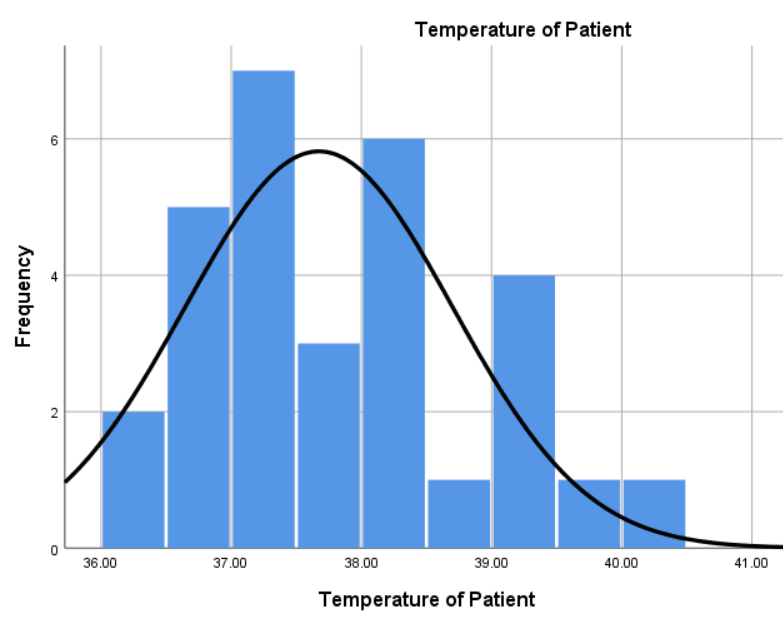 Temperature of Patient
Frequency
6
4
2
0
36.00 37.00 38.00 39.00 40.00 41.00
Temperature of Patient